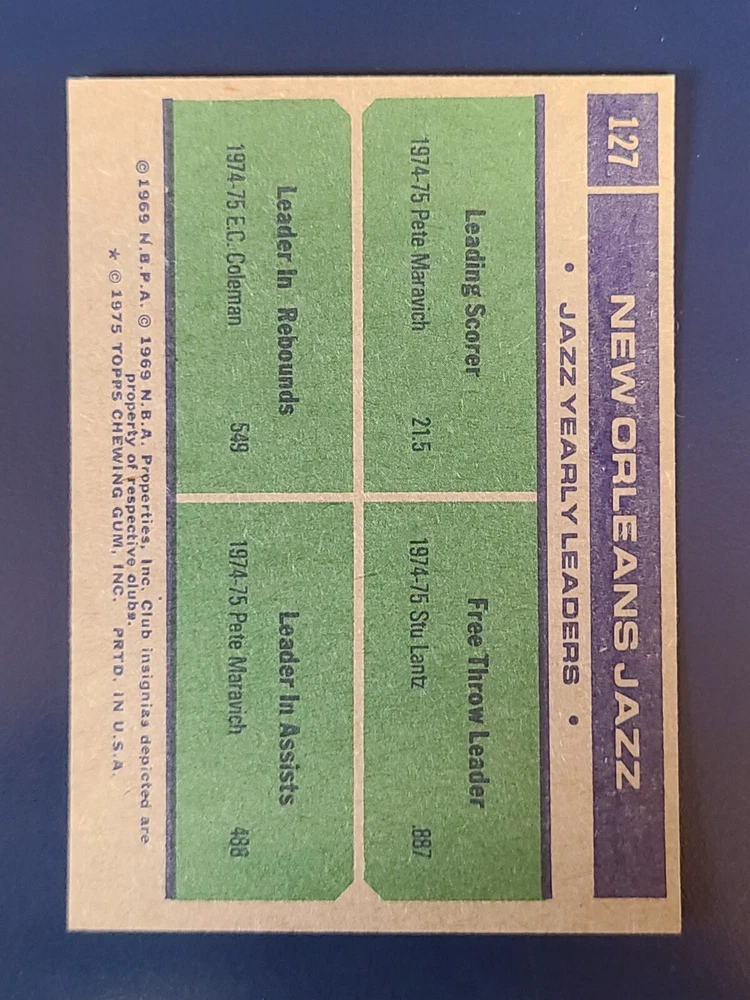 127 NEW ORLEANS JAZZ
• JAZZ YEARLY LEADERS •
Leading Scorer
1974-75 Pete Maravich 21.5
Free Throw Leader
1974-75 Stu Lantz .887
Leader In Rebounds
1974-75 E.C. Coleman 549
Leader In Assists
1974-75 Pete Maravich 488
©1969 N.B.P.A. © 1969 N.B.A. Properties, Inc. Club insignias depicted are
property of respective clubs.
* © 1975 TOPPS CHEWING GUM, INC. PRTD. IN U.S.A.